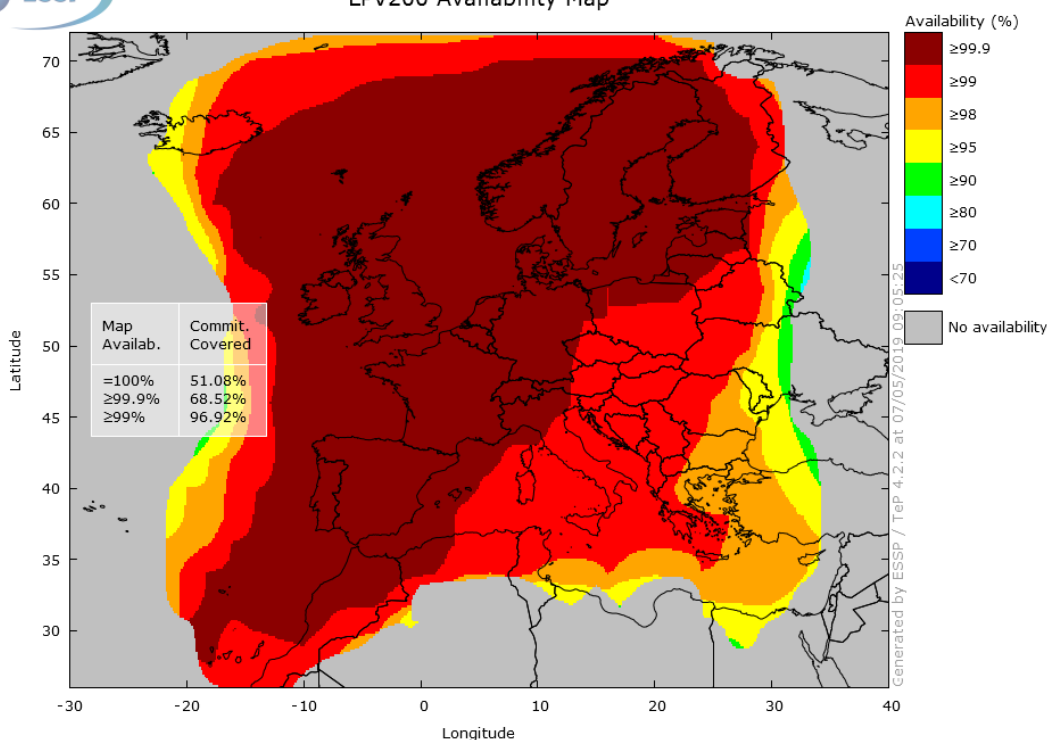 LPV200 Availability Map
Availability (%)
≥99.9
≥99
≥98
≥95
≥90
≥80
≥70
<70
No availability
Map Availab.
Commit. Covered
=100% 51.08%
≥99.9% 68.52%
≥99% 96.92%
Latitude
70
65
60
55
50
45
40
35
30
-30 -20 -10 0 10 20 30 40
Longitude
Generated by ESSP / TeP 4.2.2 at 07/05/2019 09:05:25